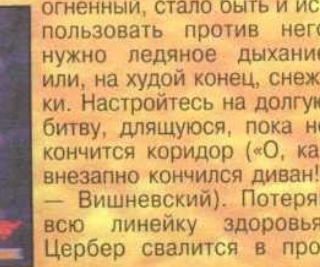 огненный, стало быть и ис
пользовать против него
нужно ледяное дыхание
или, на худой конец, снеж
ки. Настройтесь на долгую
битву, длящуюся, пока не
кончится коридор («О, ка
внезапно кончился диван!
— Вишневский). Потеряв
всю линейку здоровья
Цербер свалится в про